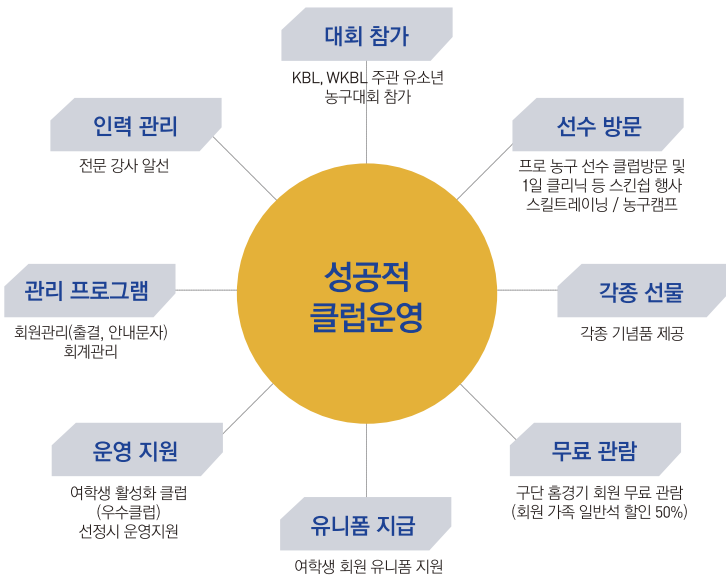 대회 참가
KBL, WKBL 주관 유소년
농구대회 참가
인력 관리
전문 강사 알선
선수 방문
프로 농구 선수 클럽방문 및
1일 클리닉 등 스킨쉽 행사
스킬트레이닝 / 농구캠프
성공적
클럽운영
관리 프로그램
회원관리(출결, 안내문자)
회계관리
각종 선물
각종 기념품 제공
운영 지원
여학생 활성화 클럽
(우수클럽)
선정시 운영지원
무료 관람
구단 홈경기 회원 무료 관람
(회원 가족 일반석 할인 50%)
유니폼 지급
여학생 회원 유니폼 지원